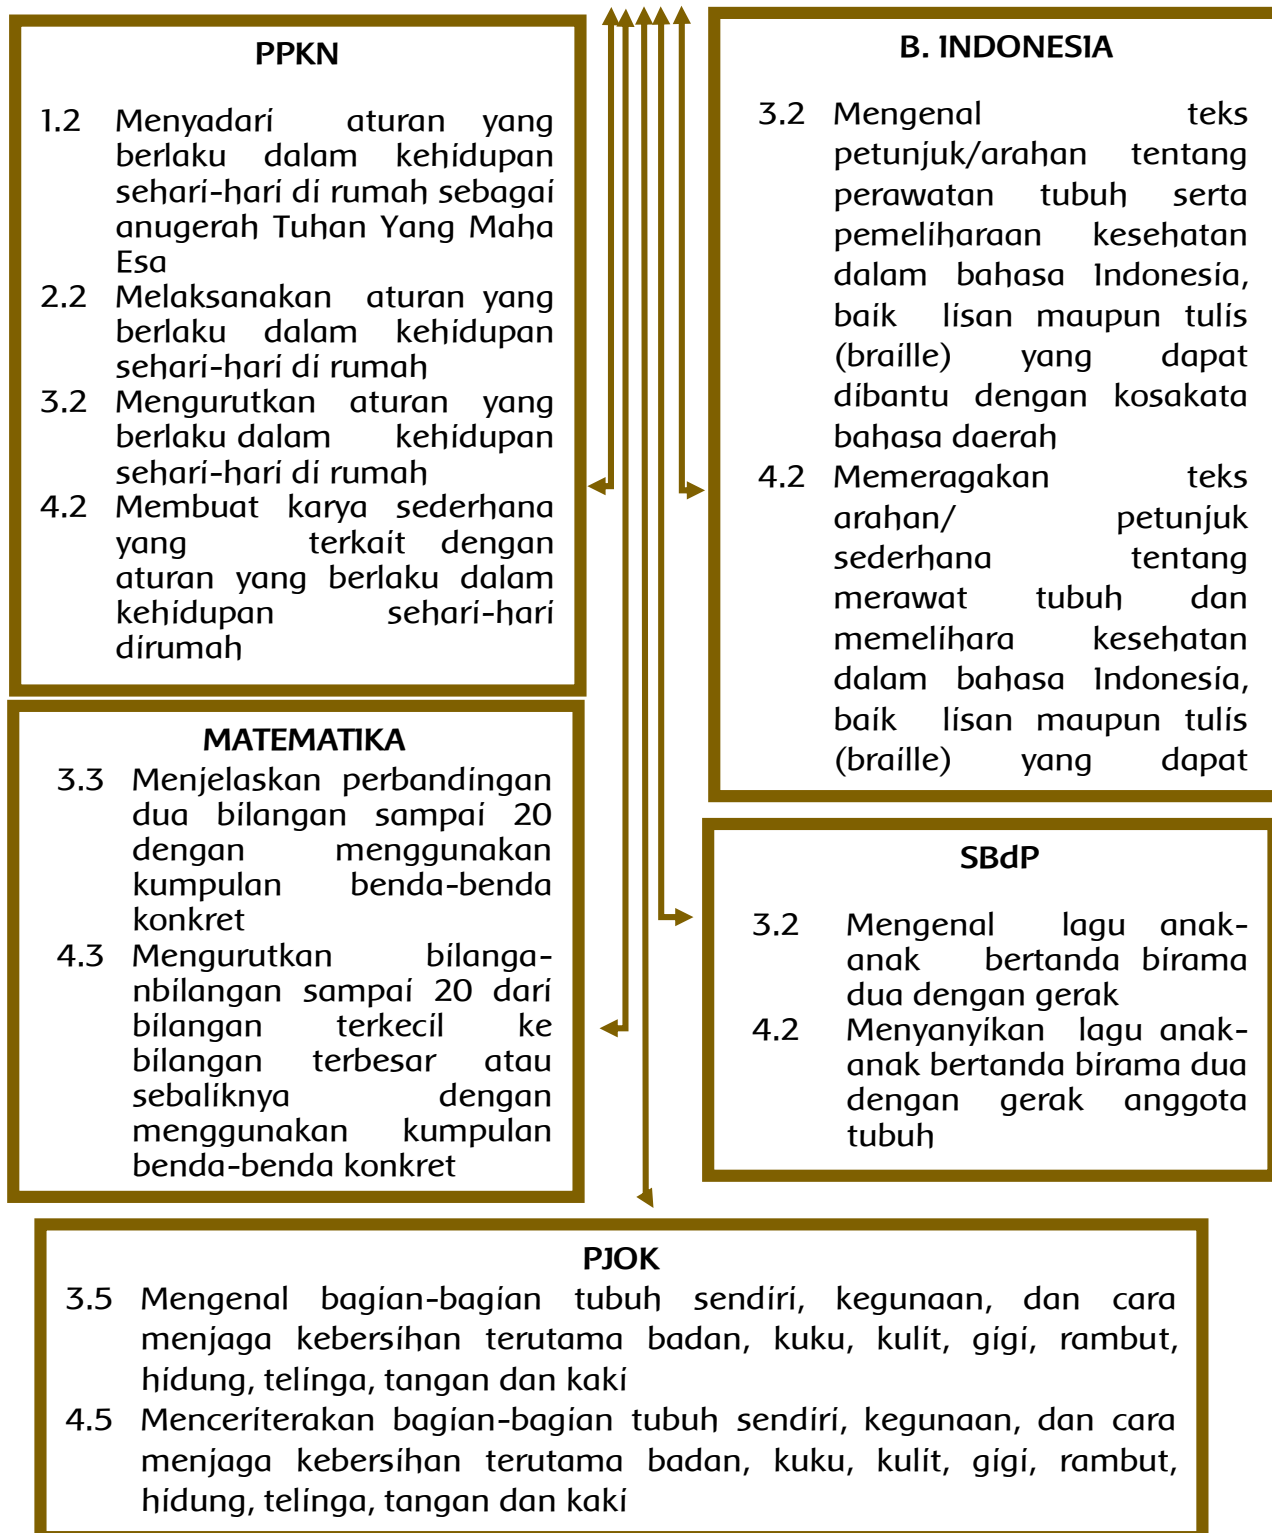 PPKN
1.2 Menyadari aturan yang
berlaku dalam kehidupan
sehari-hari di rumah sebagai
anugerah Tuhan Yang Maha
Esa
2.2 Melaksanakan aturan yang
berlaku dalam kehidupan
sehari-hari di rumah
3.2 Mengurutkan aturan yang
berlaku dalam kehidupan
sehari-hari di rumah
4.2 Membuat karya sederhana
yang terkait dengan
aturan yang berlaku dalam
kehidupan sehari-hari
dirumah
B. INDONESIA
3.2 Mengenal teks
petunjuk/arahan tentang
perawatan tubuh serta
pemeliharaan kesehatan
dalam bahasa Indonesia,
baik lisan maupun tulis
(braille) yang dapat
dibantu dengan kosakata
bahasa daerah
4.2 Memeragakan teks
arahan/ petunjuk
sederhana tentang
merawat tubuh dan
memelihara kesehatan
dalam bahasa Indonesia,
baik lisan maupun tulis
(braille) yang dapat
MATEMATIKA
3.3 Menjelaskan perbandingan
dua bilangan sampai 20
dengan menggunakan
kumpulan benda-benda
konkret
4.3 Mengurutkan bilanga-
nbilangan sampai 20 dari
bilangan terkecil ke
bilangan terbesar atau
sebaliknya dengan
menggunakan kumpulan
benda-benda konkret
SBdP
3.2 Mengenal lagu anak-
anak bertanda birama
dua dengan gerak
4.2 Menyanyikan lagu anak-
anak bertanda birama dua
dengan gerak anggota
tubuh
PJOK
3.5 Mengenal bagian-bagian tubuh sendiri, kegunaan, dan cara
menjaga kebersihan terutama badan, kuku, kulit, gigi, rambut,
hidung, telinga, tangan dan kaki
4.5 Menceriterakan bagian-bagian tubuh sendiri, kegunaan, dan cara
menjaga kebersihan terutama badan, kuku, kulit, gigi, rambut,
hidung, telinga, tangan dan kaki